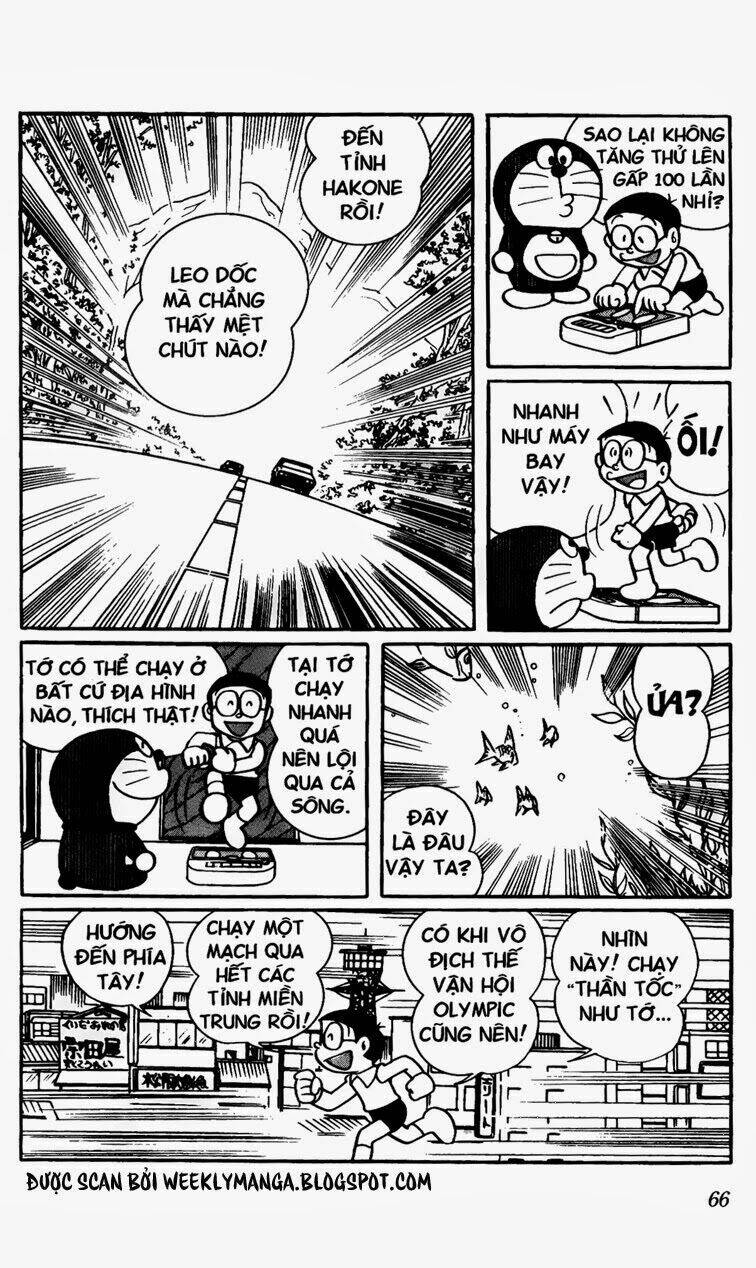 SAO LẠI KHÔNG
TĂNG THỬ LÊN
GẤP 100 LẦN
NHỈ?
ỐI!
NHANH
NHƯ MÁY
BAY
VẬY!
ĐẾN
TỈNH
HAKONE
RỒI!
LEO DỐC
MÀ CHẲNG
THẤY MỆT
CHÚT NÀO!
ỦA?
ĐÂY
LÀ ĐÂU
VẬY TA?
TẠI TỚ
CHẠY
NHANH
QUÁ
NÊN LỘI
QUA CẢ
SÔNG.
TỚ CÓ THỂ CHẠY Ở
BẤT CỨ ĐỊA HÌNH
NÀO, THÍCH THẬT!
NHÌN
NÀY! CHẠY
“THẦN TỐC”
NHƯ TỚ...
CÓ KHI VÔ
ĐỊCH THẾ
VẬN HỘI
OLYMPIC
CŨNG NÊN!
CHẠY MỘT
MẠCH QUA
HẾT CÁC
TỈNH MIỀN
TRUNG RỒI!
HƯỚNG
ĐẾN PHÍA
TÂY!
ĐƯỢC SCAN BỞI WEEKLYMANGA.BLOGSPOT.COM
66